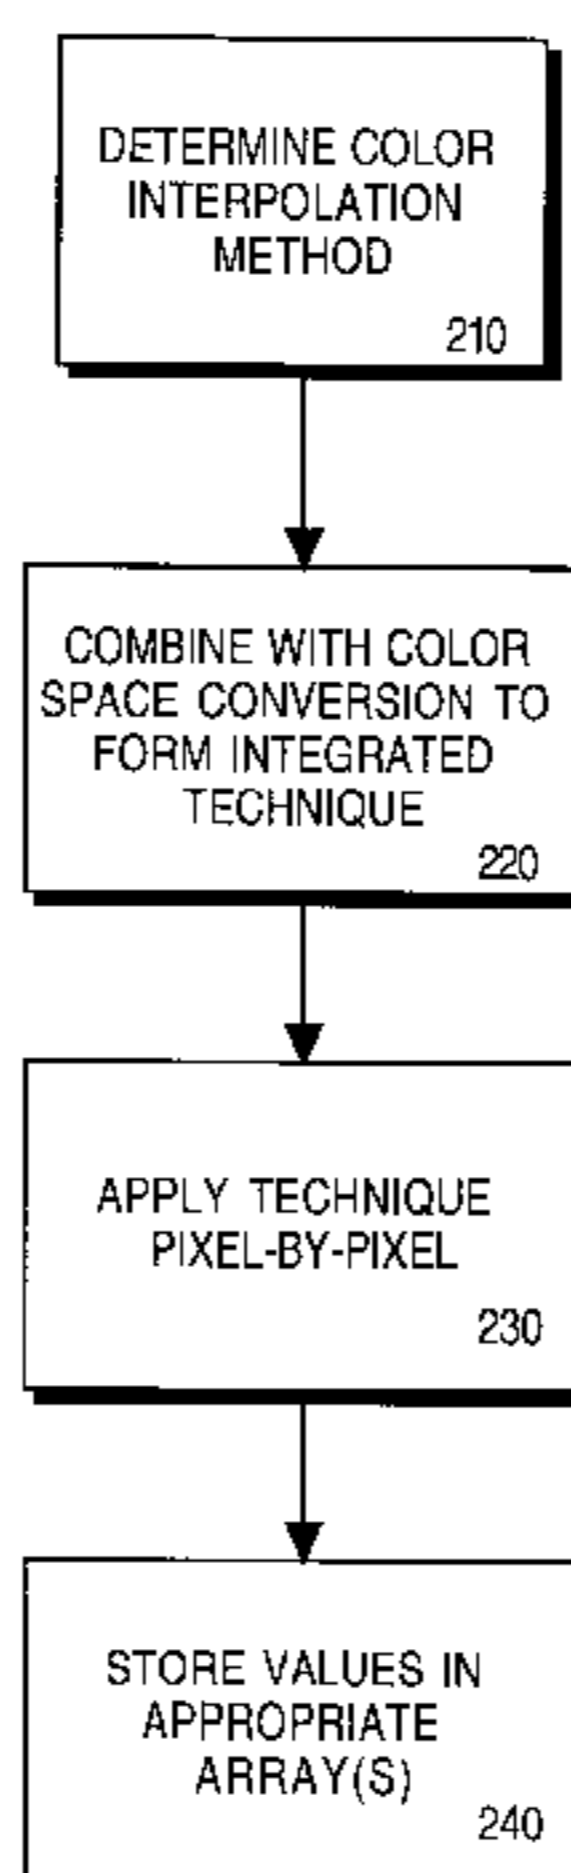 DETERMINE COLOR
INTERPOLATION
METHOD
210
COMBINE WITH COLOR
SPACE CONVERSION TO
FORM INTEGRATED
TECHNIQUE
220
APPLY TECHNIQUE
PIXEL-BY-PIXEL
230
STORE VALUES IN
APPROPRIATE
ARRAY(S)
240